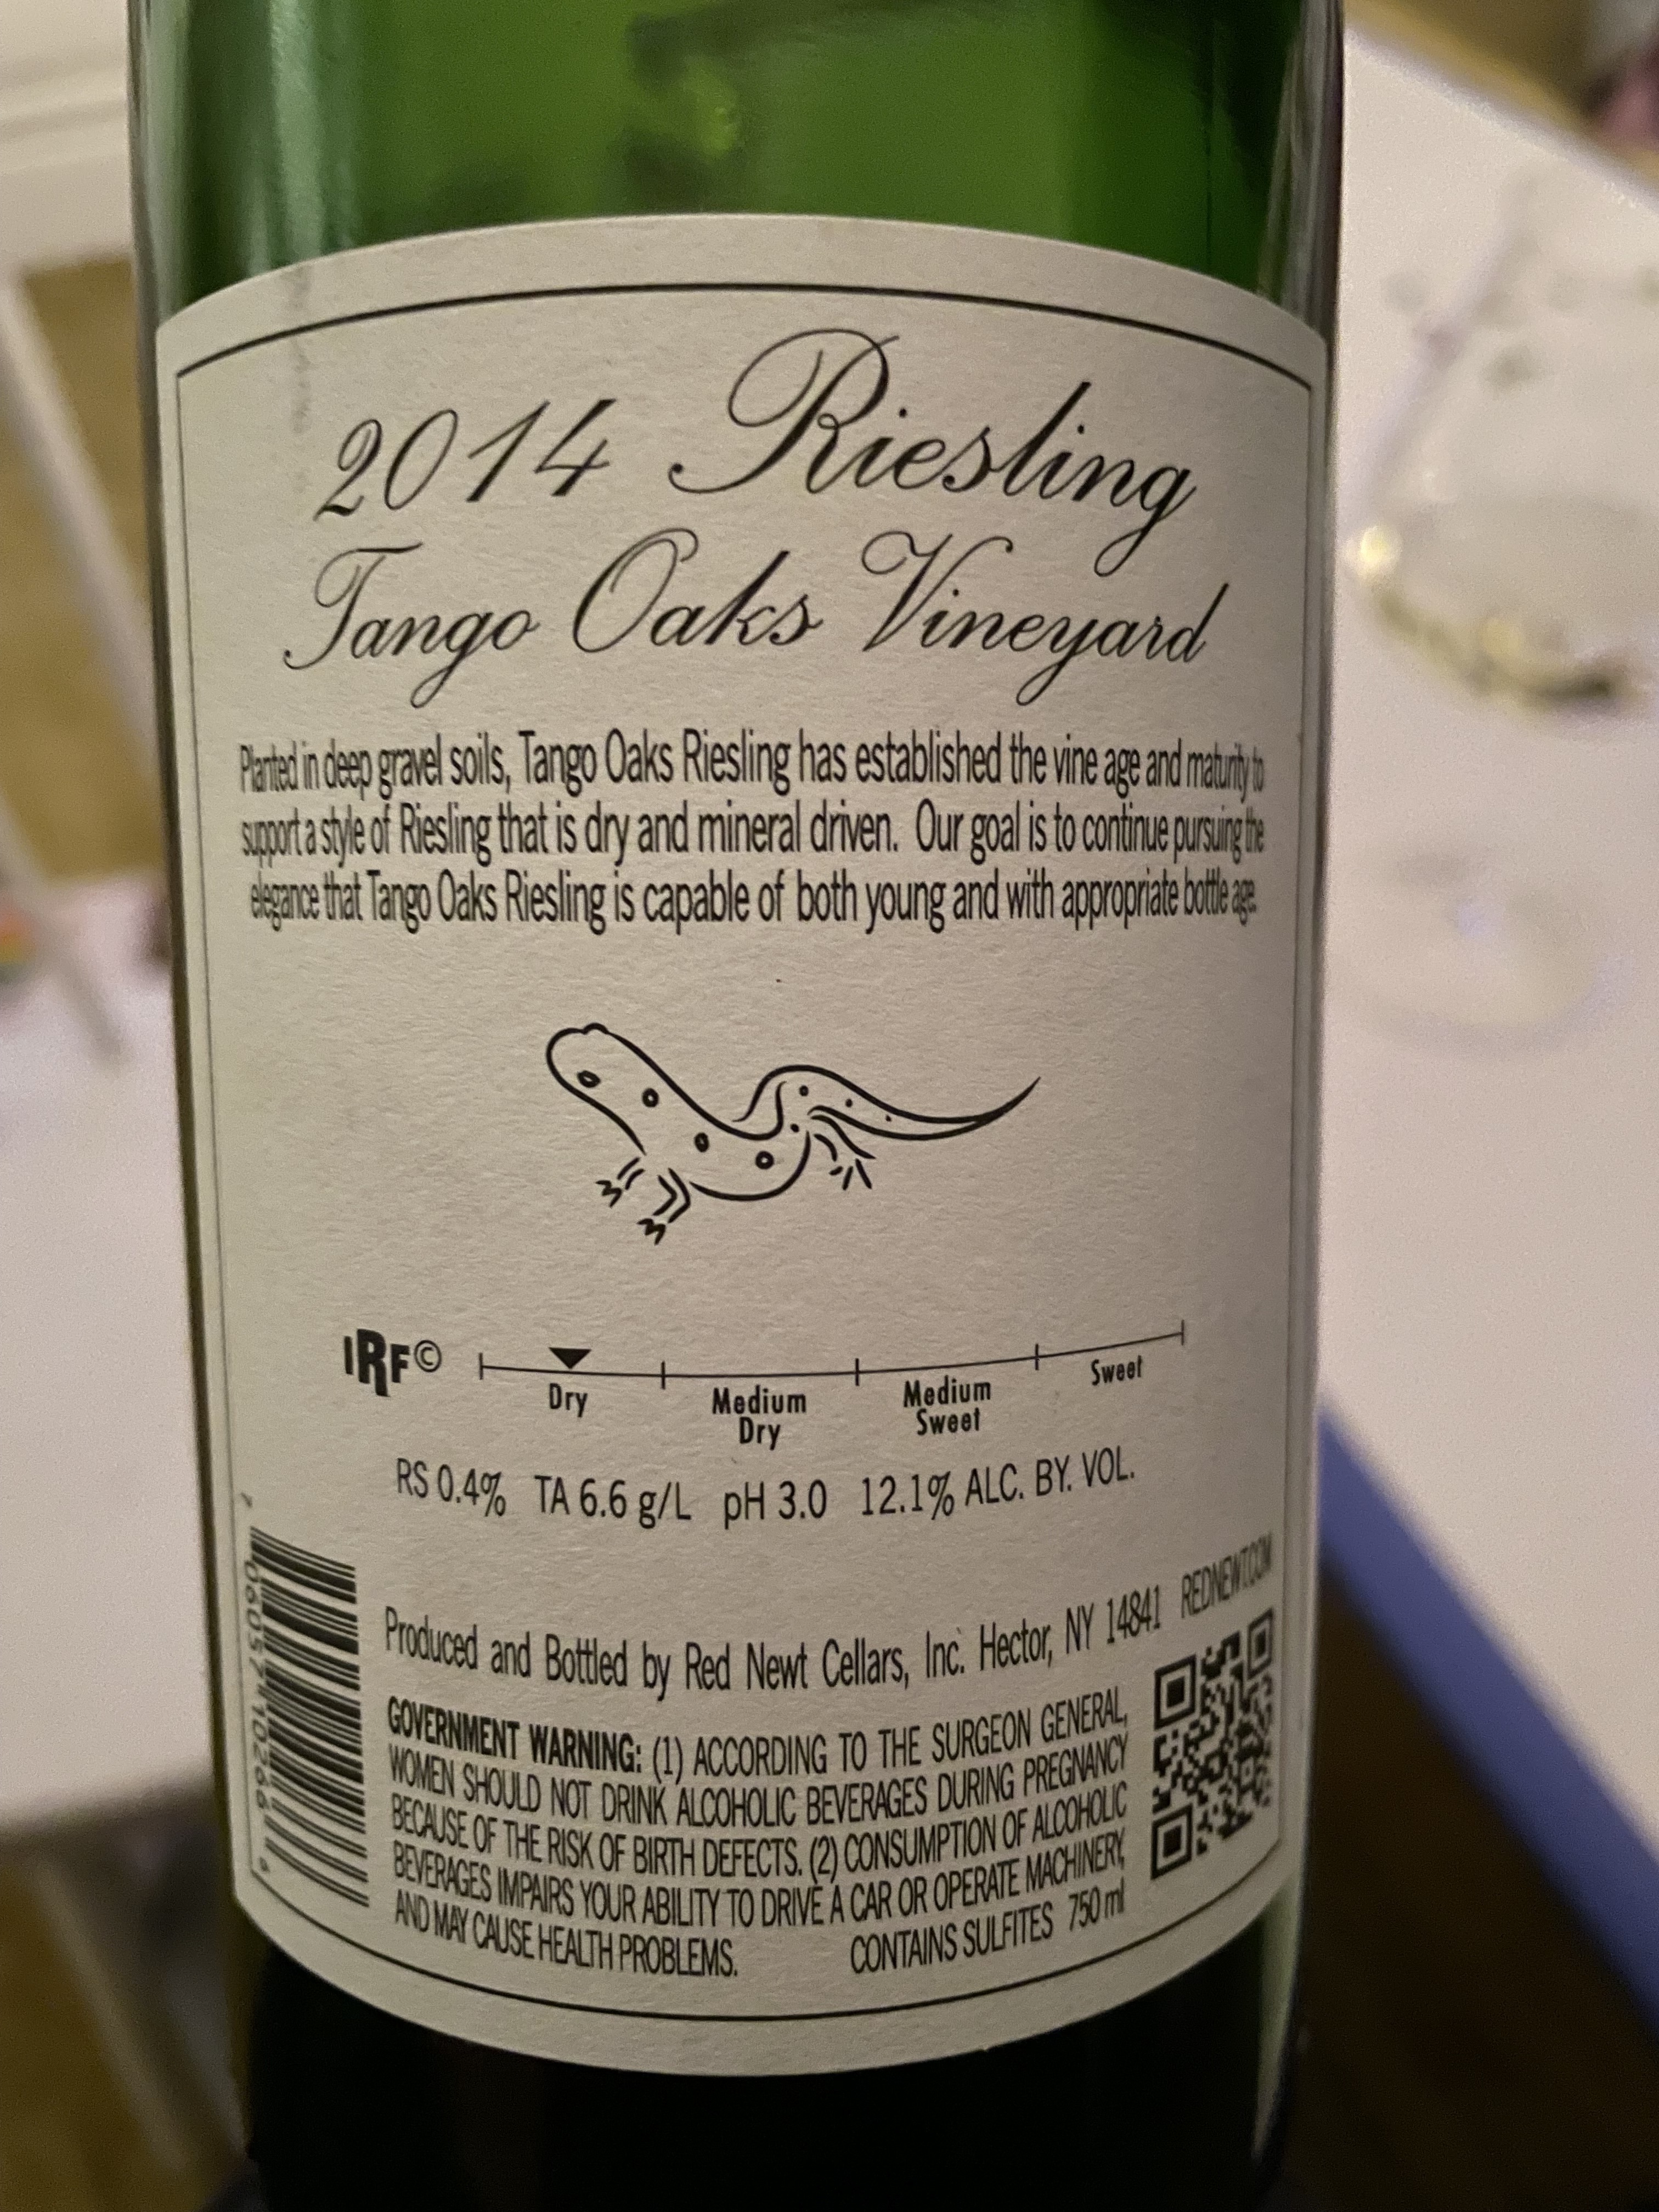 2014 Riesling
Tango Oaks Vineyard
Planted in deep gravel soils, Tango Oaks Riesling has established the vine age and maturity to
support a style of Riesling that is dry and mineral driven. Our goal is to continue pursuing the
elegance that Tango Oaks Riesling is capable of both young and with appropriate bottle age.
IRF©
Dry
Medium
Dry
Medium
Sweet
Sweet
RS 0.4% TA 6.6 g/L pH 3.0 12.1% ALC. BY. VOL.
Produced and Bottled by Red Newt Cellars, Inc. Hector, NY 14841 REDNEWT.COM
GOVERNMENT WARNING: (1) ACCORDING TO THE SURGEON GENERAL,
WOMEN SHOULD NOT DRINK ALCOHOLIC BEVERAGES DURING PREGNANCY
BECAUSE OF THE RISK OF BIRTH DEFECTS. (2) CONSUMPTION OF ALCOHOLIC
BEVERAGES IMPAIRS YOUR ABILITY TO DRIVE A CAR OR OPERATE MACHINERY,
AND MAY CAUSE HEALTH PROBLEMS. CONTAINS SULFITES 750 ml